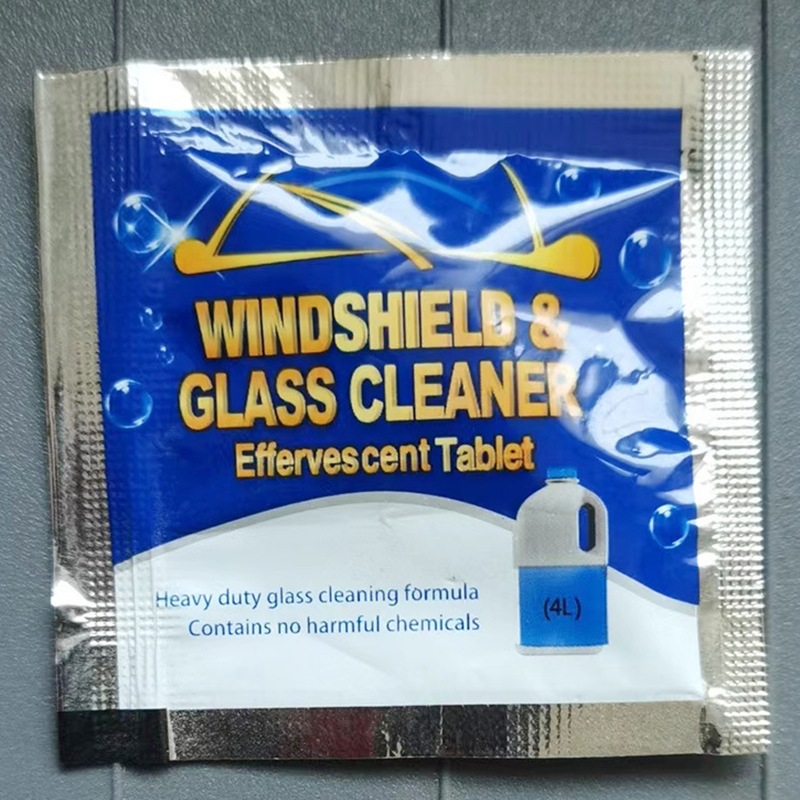 WINDSHIELD &
GLASS CLEANER
Effervescent Tablet
Heavy duty glass cleaning formula
Contains no harmful chemicals
(4L)